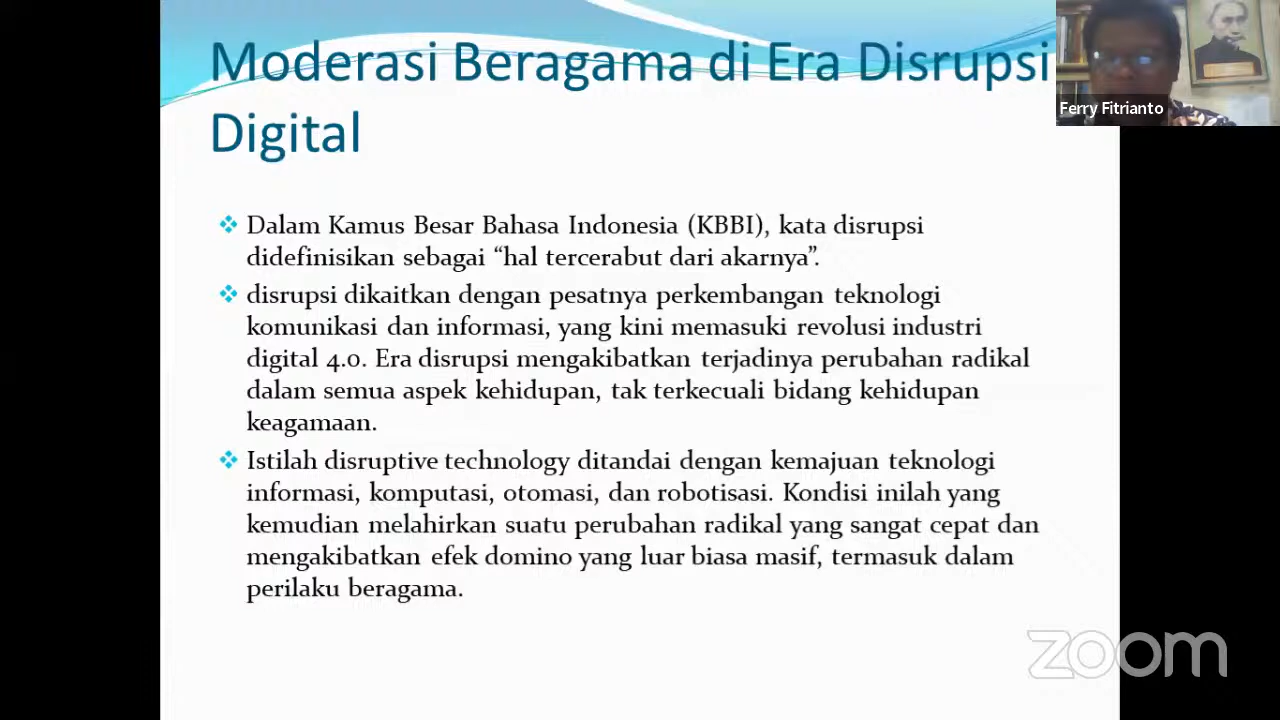 Moderasi Beragama di Era Disrupsi
Digital
Ferry Fitrianto
Dalam Kamus Besar Bahasa Indonesia (KBBI), kata disrupsi
didefinisikan sebagai “hal tercerabut dari akarnya”.
disrupsi dikaitkan dengan pesatnya perkembangan teknologi
komunikasi dan informasi, yang kini memasuki revolusi industri
digital 4.0. Era disrupsi mengakibatkan terjadinya perubahan radikal
dalam semua aspek kehidupan, tak terkecuali bidang kehidupan
keagamaan.
Istilah disruptive technology ditandai dengan kemajuan teknologi
informasi, komputasi, otomasi, dan robotisasi. Kondisi inilah yang
kemudian melahirkan suatu perubahan radikal yang sangat cepat dan
mengakibatkan efek domino yang luar biasa masif, termasuk dalam
perilaku beragama.
zoom